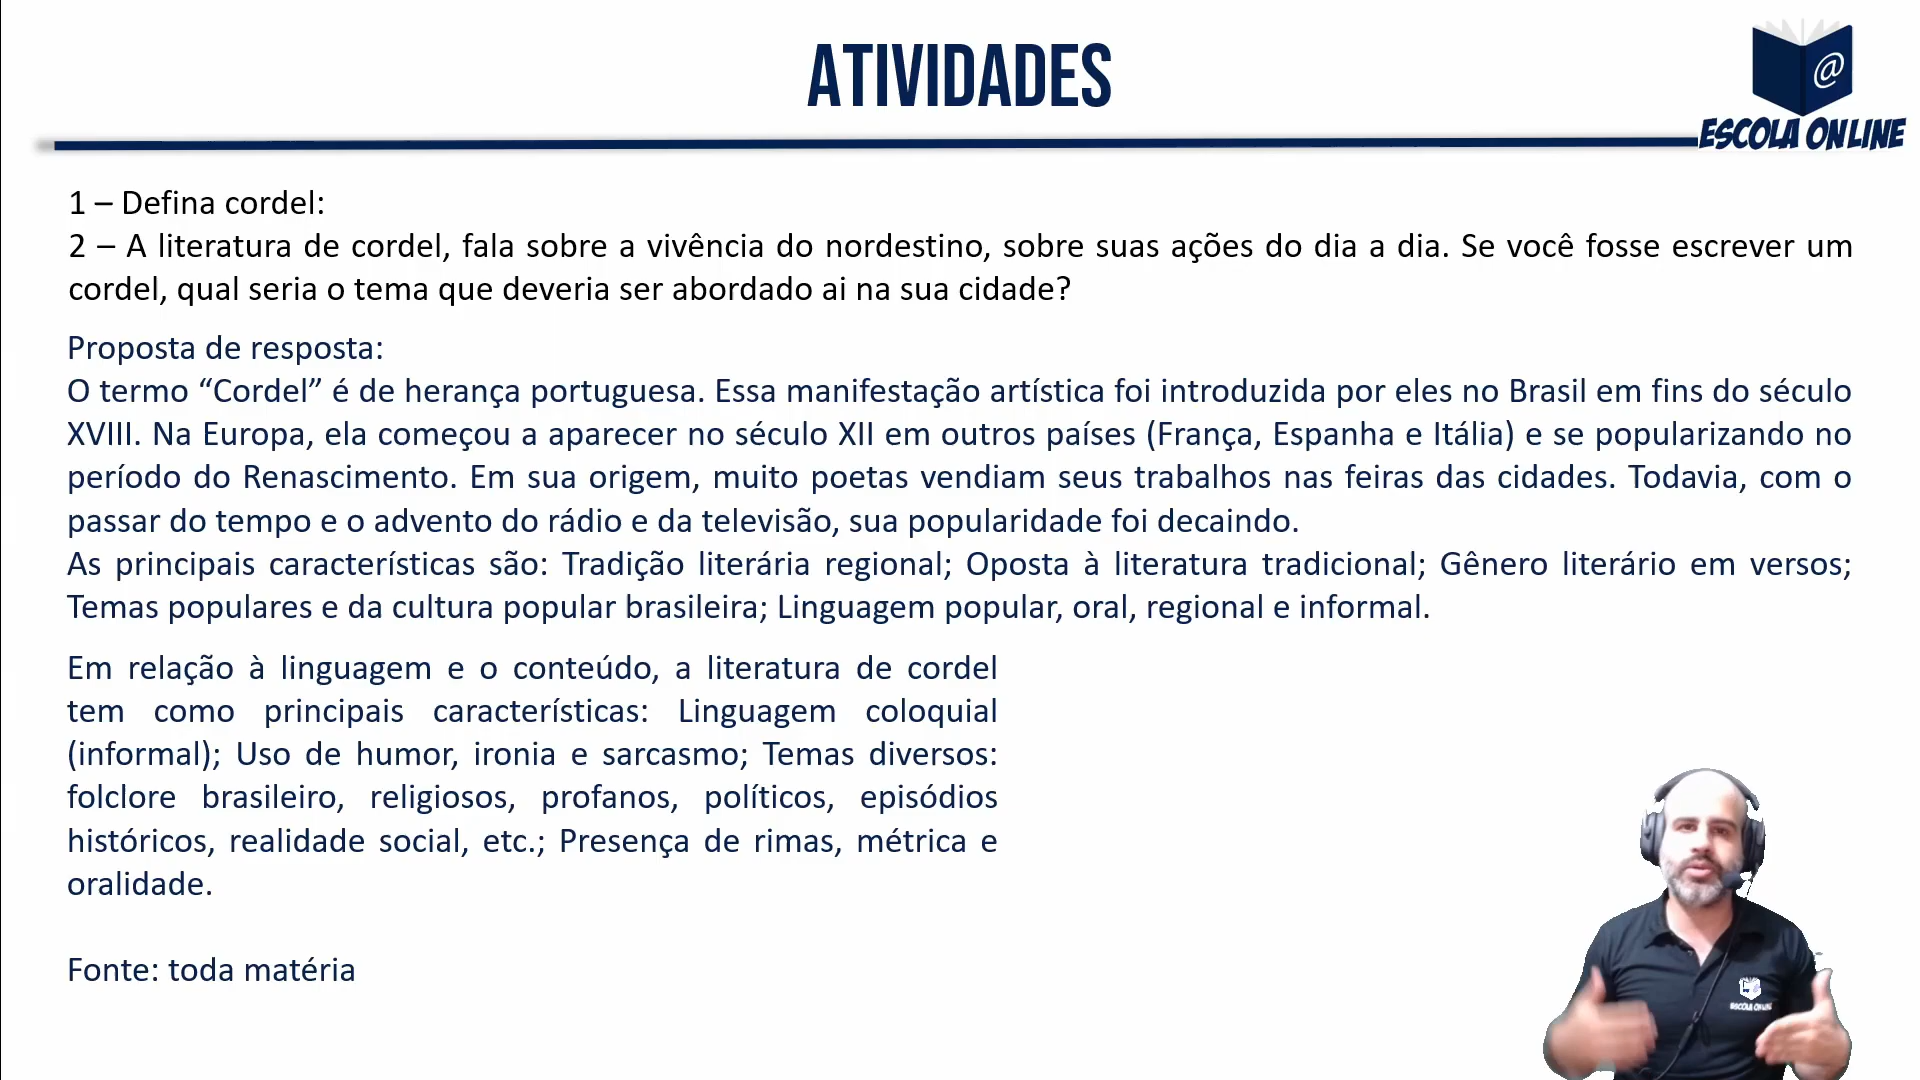 ATIVIDADES
@
ESCOLA ONLINE
1 – Defina cordel:
2 – A literatura de cordel, fala sobre a vivência do nordestino, sobre suas ações do dia a dia. Se você fosse escrever um
cordel, qual seria o tema que deveria ser abordado ai na sua cidade?
Proposta de resposta:
O termo “Cordel” é de herança portuguesa. Essa manifestação artística foi introduzida por eles no Brasil em fins do século
XVIII. Na Europa, ela começou a aparecer no século XII em outros países (França, Espanha e Itália) e se popularizando no
período do Renascimento. Em sua origem, muito poetas vendiam seus trabalhos nas feiras das cidades. Todavia, com o
passar do tempo e o advento do rádio e da televisão, sua popularidade foi decaindo.
As principais características são: Tradição literária regional; Oposta à literatura tradicional; Gênero literário em versos;
Temas populares e da cultura popular brasileira; Linguagem popular, oral, regional e informal.
Em relação à linguagem e o conteúdo, a literatura de cordel
tem como principais características: Linguagem coloquial
(informal); Uso de humor, ironia e sarcasmo; Temas diversos:
folclore brasileiro, religiosos, profanos, políticos, episódios
históricos, realidade social, etc.; Presença de rimas, métrica e
oralidade.
Fonte: toda matéria
ESCOLA ONLINE